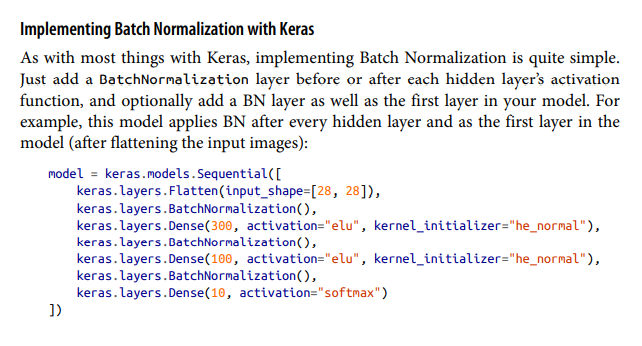 Implementing Batch Normalization with Keras
As with most things with Keras, implementing Batch Normalization is quite simple.
Just add a BatchNormalization layer before or after each hidden layer’s activation
function, and optionally add a BN layer as well as the first layer in your model. For
example, this model applies BN after every hidden layer and as the first layer in the
model (after flattening the input images):
model = keras.models.Sequential([
    keras.layers.Flatten(input_shape=[28, 28]),
    keras.layers.BatchNormalization(),
    keras.layers.Dense(300, activation="elu", kernel_initializer="he_normal"),
    keras.layers.BatchNormalization(),
    keras.layers.Dense(100, activation="elu", kernel_initializer="he_normal"),
    keras.layers.BatchNormalization(),
    keras.layers.Dense(10, activation="softmax")
])